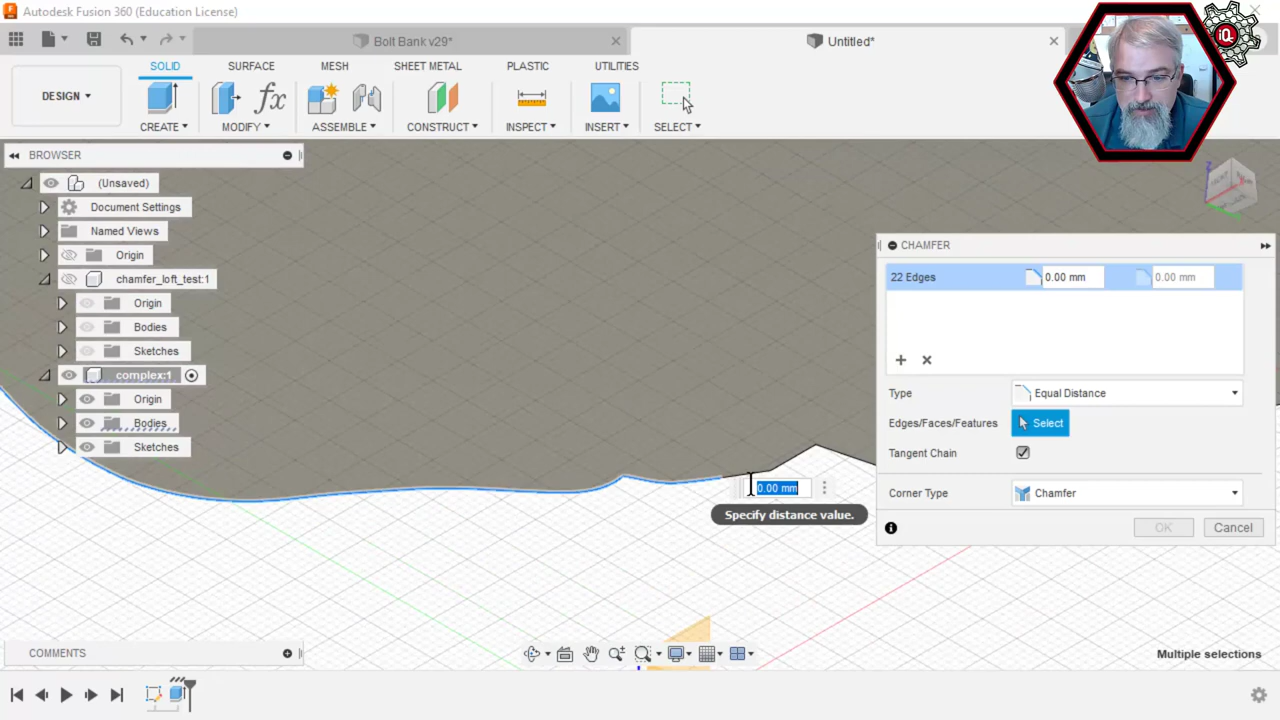 Autodesk Fusion 360 (Education License)
iQ
Bolt Bank v29*
Untitled*
SOLID
SURFACE
MESH
SHEET METAL
PLASTIC
UTILITIES
DESIGN
CREATE
MODIFY
ASSEMBLE
CONSTRUCT
INSPECT
INSERT
SELECT
BROWSER
(Unsaved)
Document Settings
Named Views
Origin
chamfer_loft_test:1
Origin
Bodies
Sketches
complex:1
Origin
Bodies
Sketches
CHAMFER
22 Edges
0.00 mm
0.00 mm
Type
Equal Distance
Edges/Faces/Features
Select
Tangent Chain
Corner Type
Chamfer
OK
Cancel
0.00 mm
Specify distance value.
COMMENTS
Multiple selections